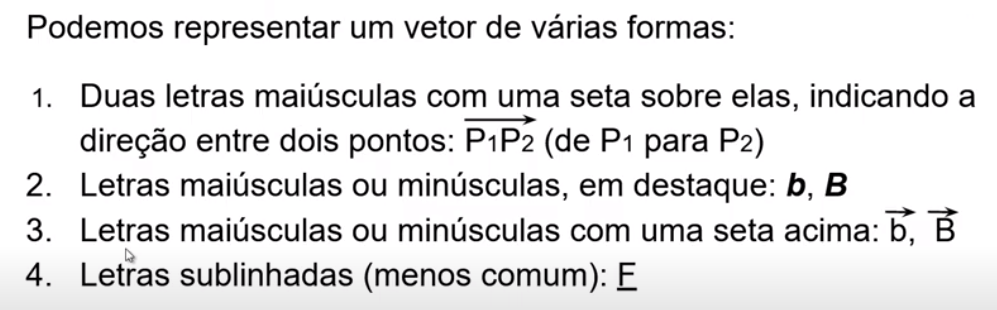 Podemos representar um vetor de várias formas:
1. Duas letras maiúsculas com uma seta sobre elas, indicando a
direção entre dois pontos: P1P2 (de P1 para P2)
2. Letras maiúsculas ou minúsculas, em destaque: b, B
3. Letras maiúsculas ou minúsculas com uma seta acima: b, B
4. Letras sublinhadas (menos comum): F